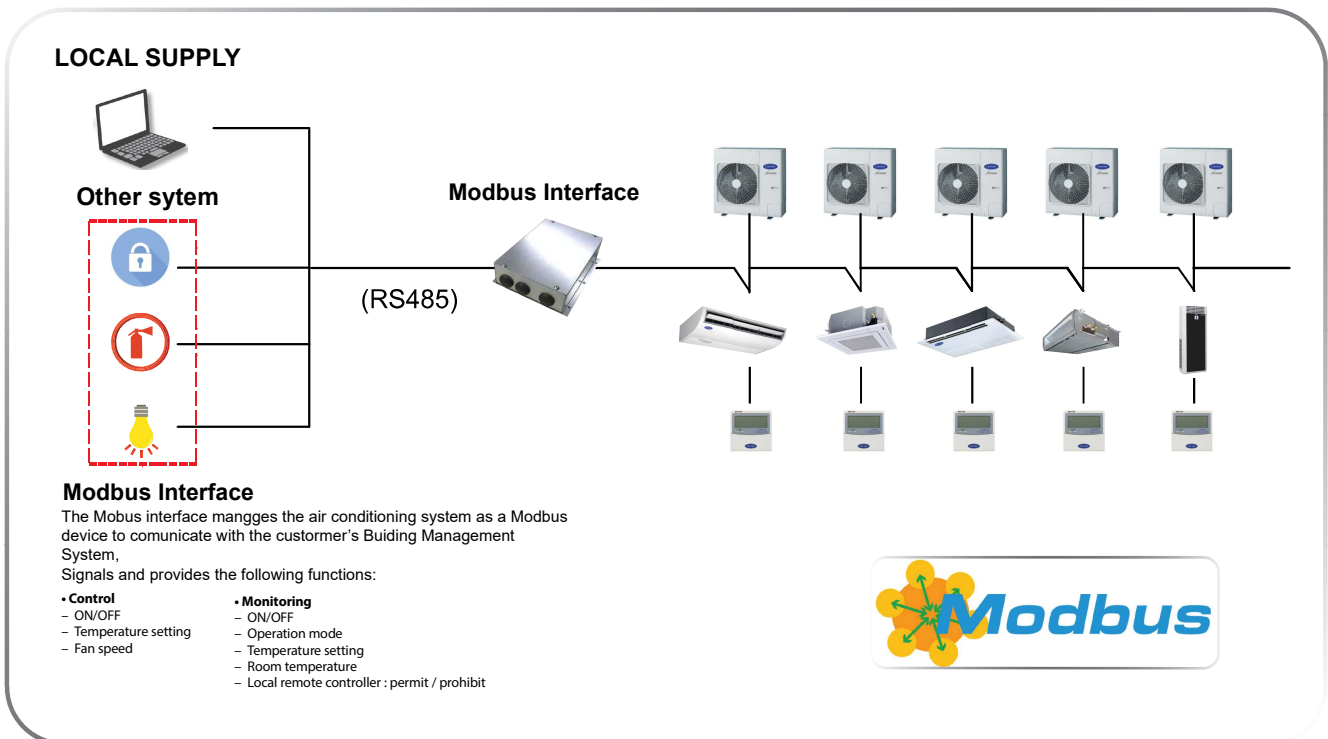 LOCAL SUPPLY
Other sytem
Modbus Interface
(RS485)
Modbus Interface
The Mobus interface mangges the air conditioning system as a Modbus
device to comunicate with the custormer's Buiding Management
System,
Signals and provides the following functions:
• Control
– ON/OFF
– Temperature setting
– Fan speed
• Monitoring
– ON/OFF
– Operation mode
– Temperature setting
– Room temperature
– Local remote controller : permit / prohibit
Modbus